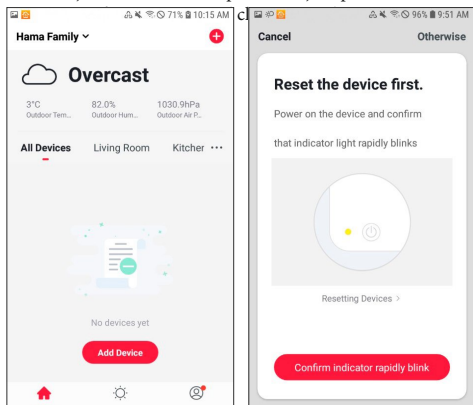 71% 10:15 AM
Hama Family
Overcast
3°C 82.0% 1030.9hPa
Outdoor Tem... Outdoor Hum... Outdoor Air P...
All Devices Living Room Kitcher ...
No devices yet
Add Device
96% 9:51 AM
Cancel Otherwise
Reset the device first.
Power on the device and confirm
that indicator light rapidly blinks
Resetting Devices >
Confirm indicator rapidly blink